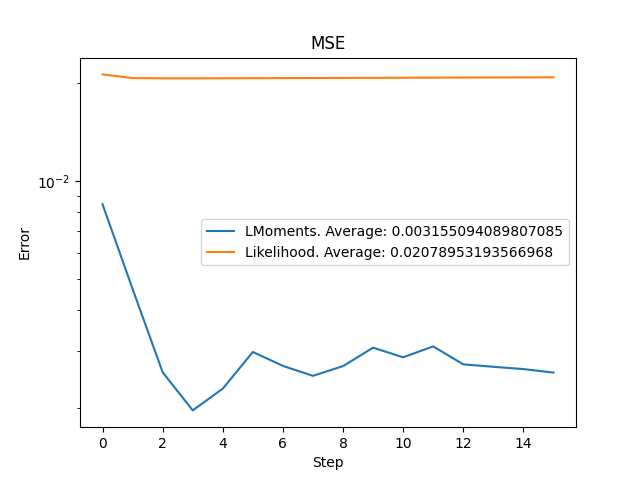 MSE
Error
10⁻²
LMoments. Average: 0.003155094089807085
Likelihood. Average: 0.02078953193566968
0 2 4 6 8 10 12 14
Step